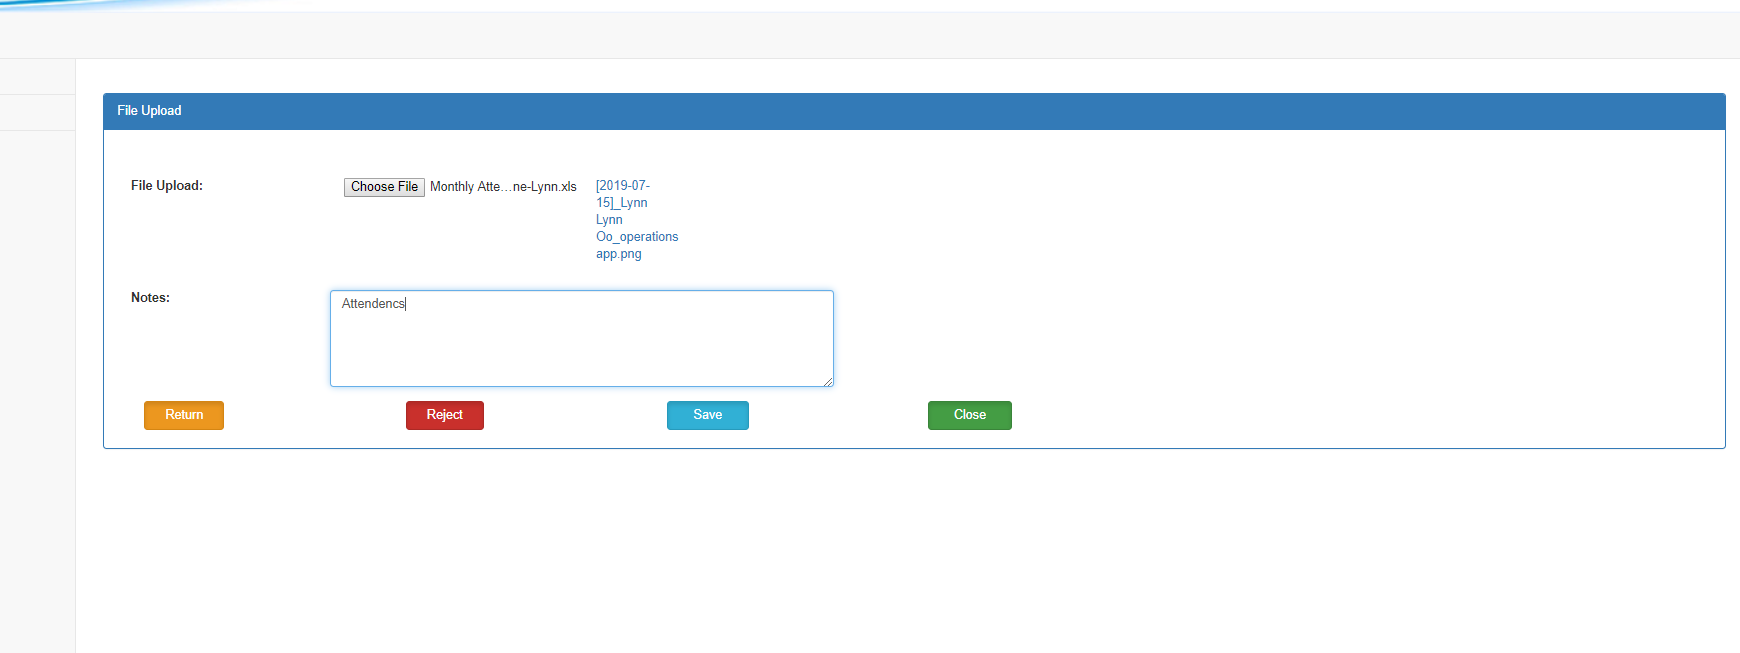 File Upload
File Upload:
Choose File Monthly Atte...ne-Lynn.xls
[2019-07-
15]_Lynn
Lynn
Oo_operations
app.png
Notes:
Attendencs
Return Reject Save Close